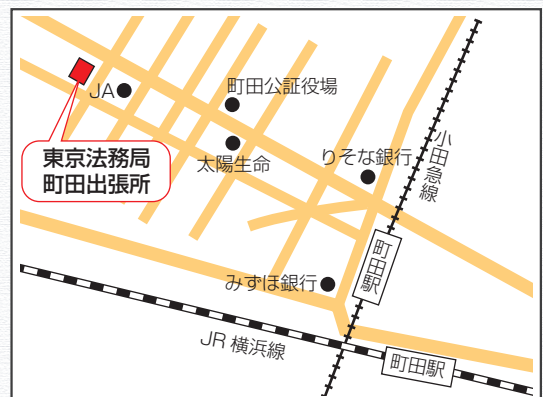 JA
町田公証役場
東京法務局
町田出張所
太陽生命
りそな銀行
小田急線
町田駅
みずほ銀行
JR 横浜線
町田駅